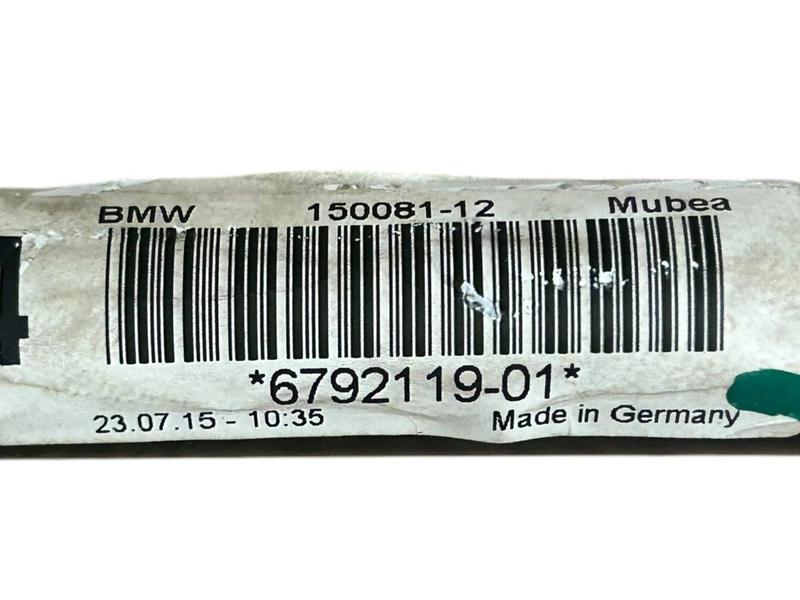 BMW 150081-12 Mubea
*6792119-01*
23.07.15 - 10:35 Made in Germany